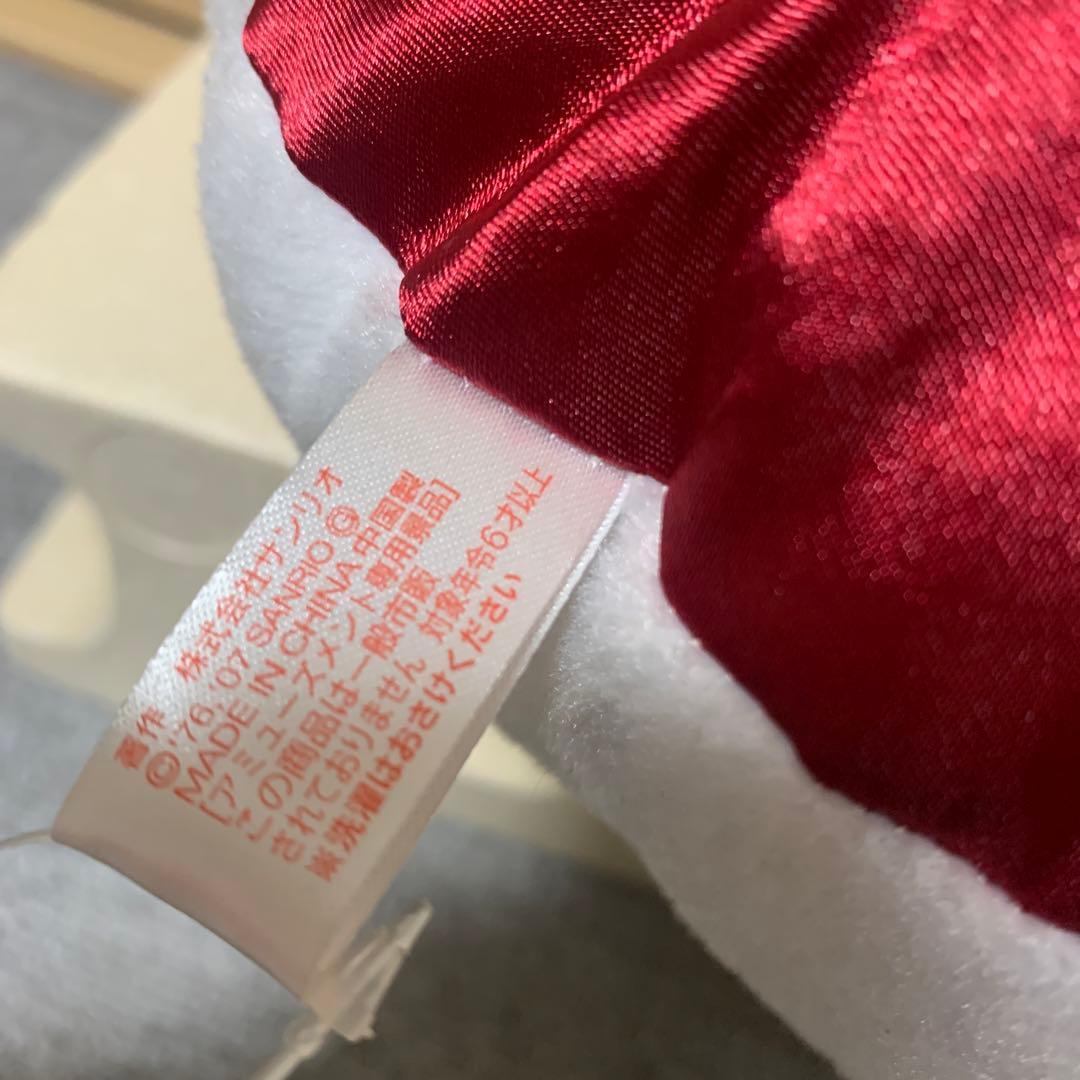 著作 株式会社サンリオ
©'76,'07 SANRIO Ⓖ
MADE IN CHINA 中国製
[アミューズメント専用景品]
この商品は一般市販
されておりません 対象年令6才以上
※洗濯はおさけください